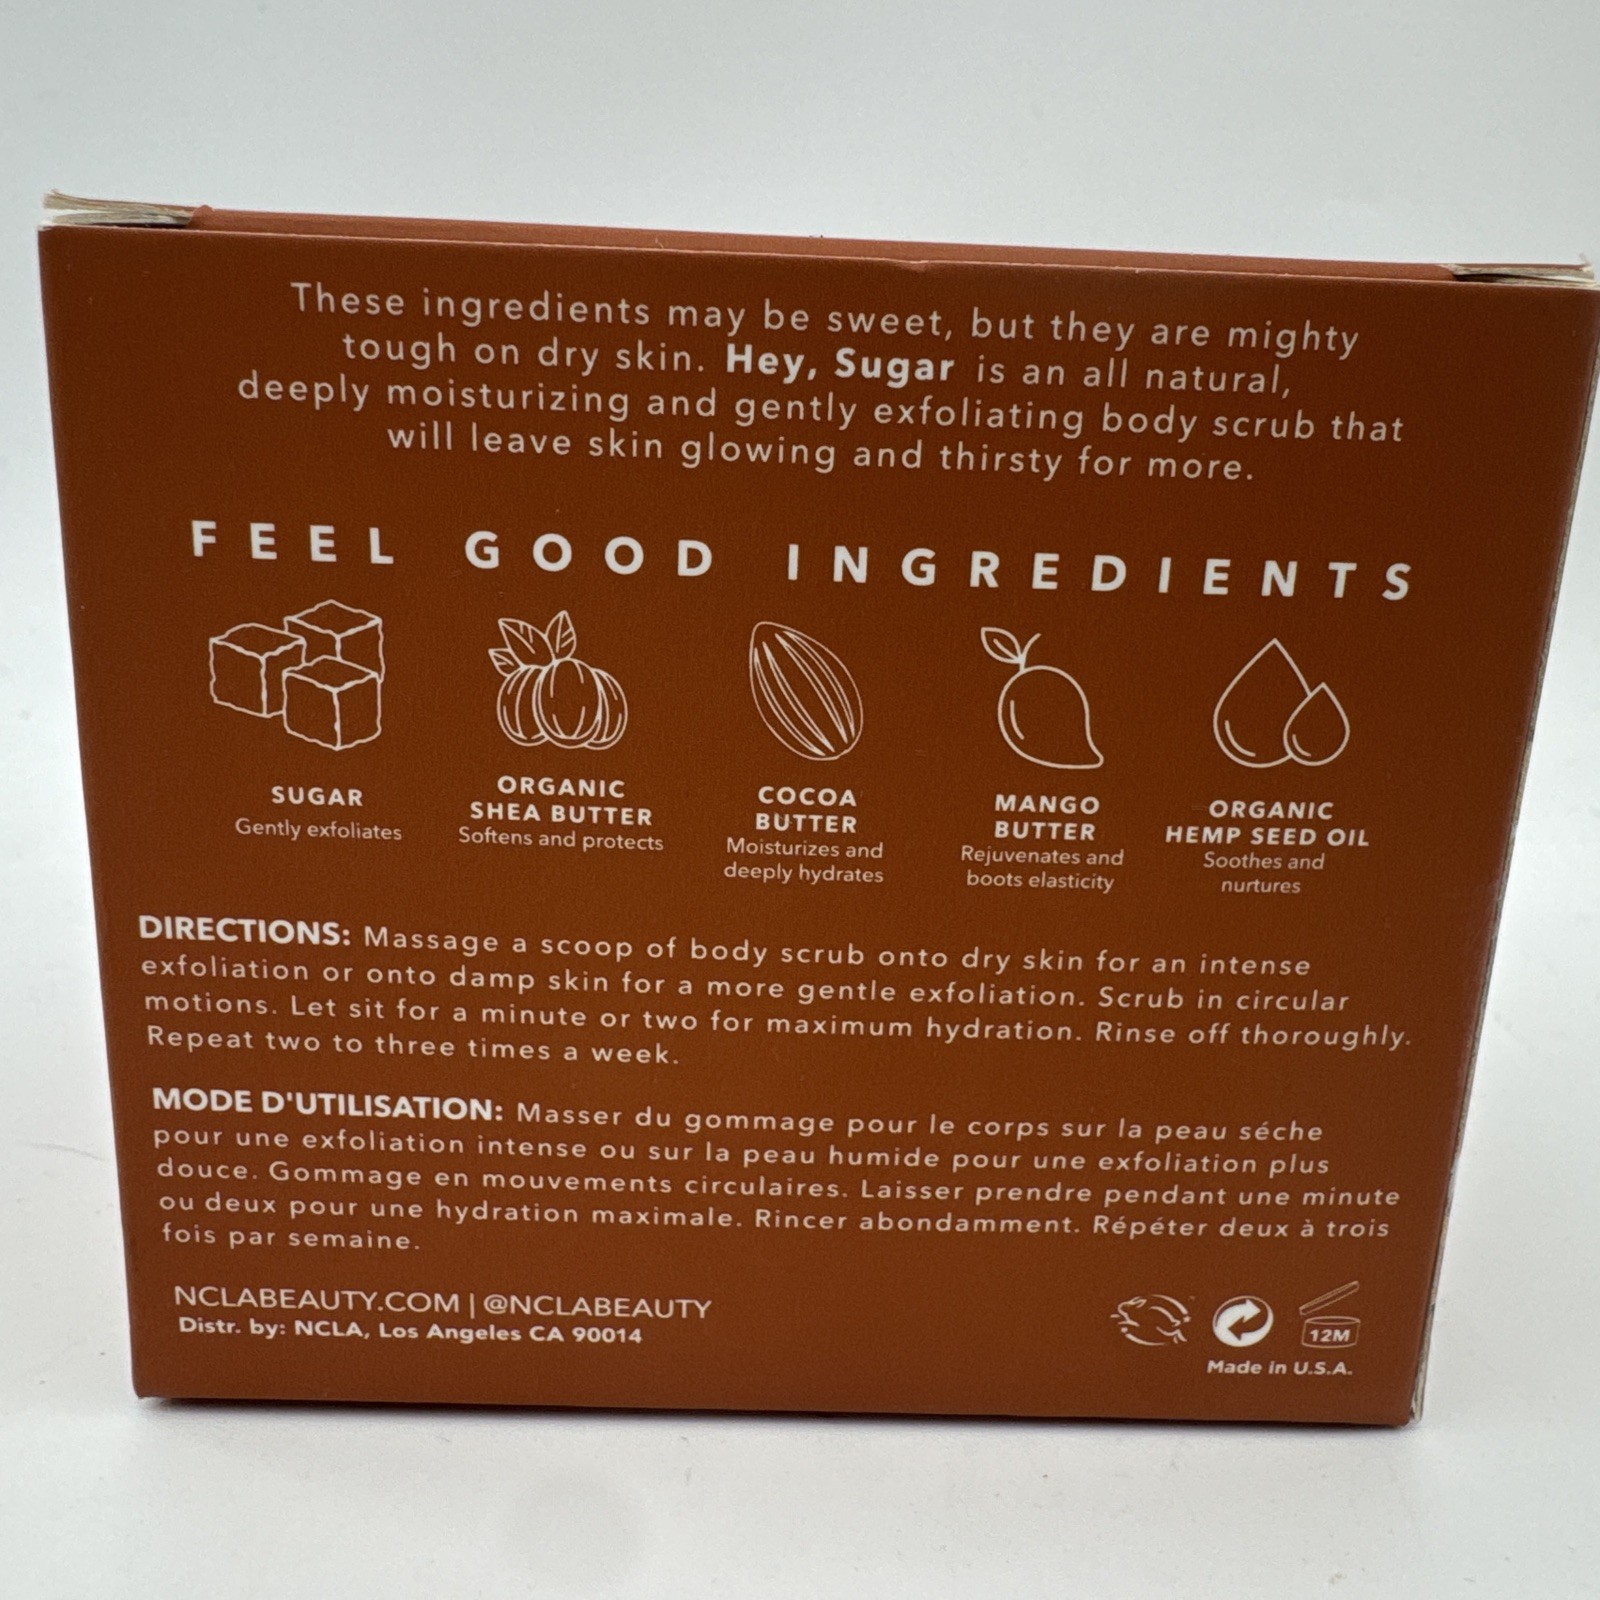 These ingredients may be sweet, but they are mighty
tough on dry skin. Hey, Sugar is an all natural,
deeply moisturizing and gently exfoliating body scrub that
will leave skin glowing and thirsty for more.
FEEL GOOD INGREDIENTS
SUGAR
Gently exfoliates
ORGANIC
SHEA BUTTER
Softens and protects
COCOA
BUTTER
Moisturizes and
deeply hydrates
MANGO
BUTTER
Rejuvenates and
boots elasticity
ORGANIC
HEMP SEED OIL
Soothes and
nurtures
DIRECTIONS: Massage a scoop of body scrub onto dry skin for an intense
exfoliation or onto damp skin for a more gentle exfoliation. Scrub in circular
motions. Let sit for a minute or two for maximum hydration. Rinse off thoroughly.
Repeat two to three times a week.
MODE D'UTILISATION: Masser du gommage pour le corps sur la peau séche
pour une exfoliation intense ou sur la peau humide pour une exfoliation plus
douce. Gommage en mouvements circulaires. Laisser prendre pendant une minute
ou deux pour une hydration maximale. Rincer abondamment. Répéter deux à trois
fois par semaine.
NCLABEAUTY.COM | @NCLABEAUTY
Distr. by: NCLA, Los Angeles CA 90014
12M
Made in U.S.A.